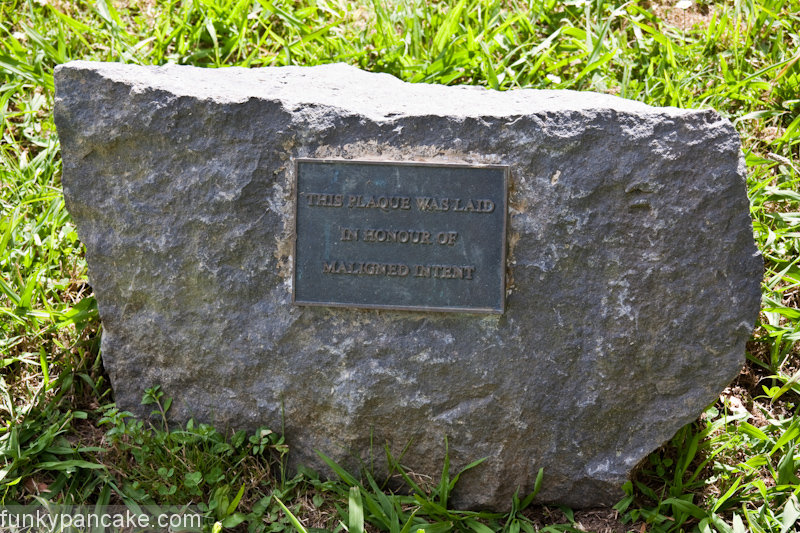 THIS PLAQUE WAS LAID
IN HONOUR OF
MALIGNED INTENT
funkypancake.com